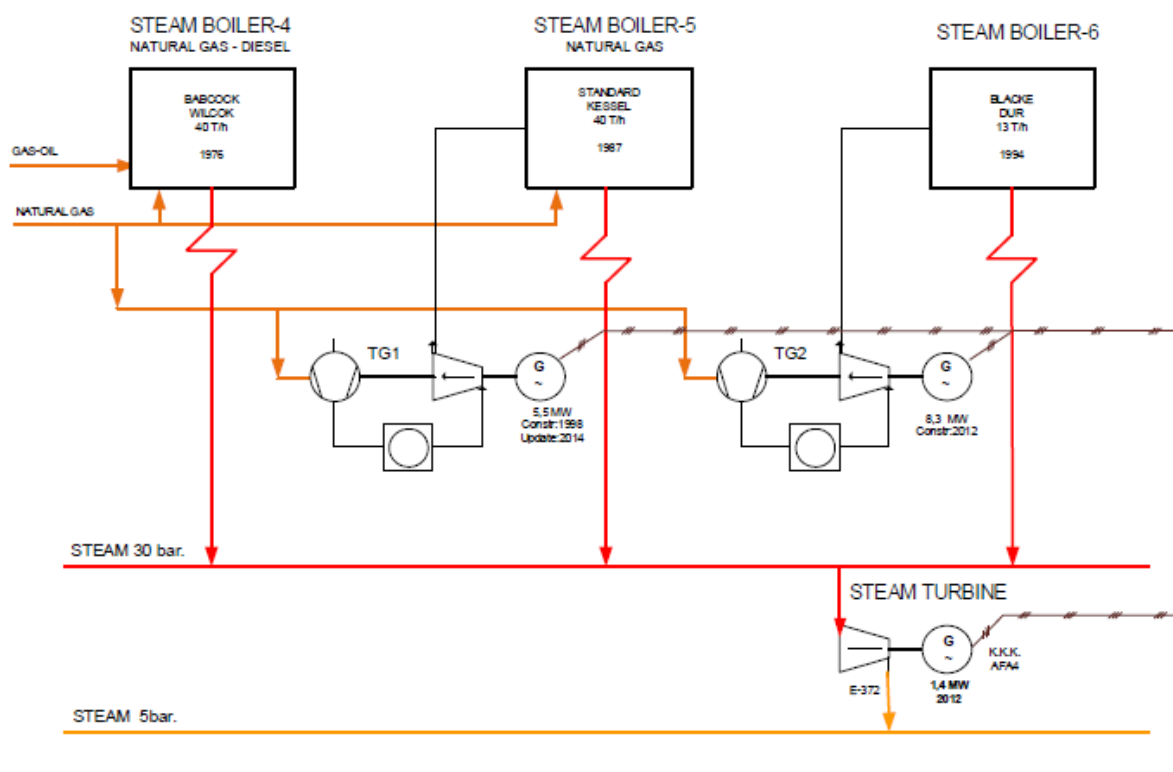 STEAM BOILER-4
NATURAL GAS - DIESEL
STEAM BOILER-5
NATURAL GAS
STEAM BOILER-6
BABCOCK
WILCOK
40 T/h
1976
STANDARD
KESSEL
40 T/h
1987
BLACKE
DUR
13 T/h
1994
GAS-OIL
NATURAL GAS
TG1
G
~
5,5 MW
Constr:1998
Update:2014
TG2
G
~
8,3 MW
Constr:2012
STEAM 30 bar.
STEAM TURBINE
G
~
K.K.K.
AFA4
E-372
1,4 MW
2012
STEAM 5bar.